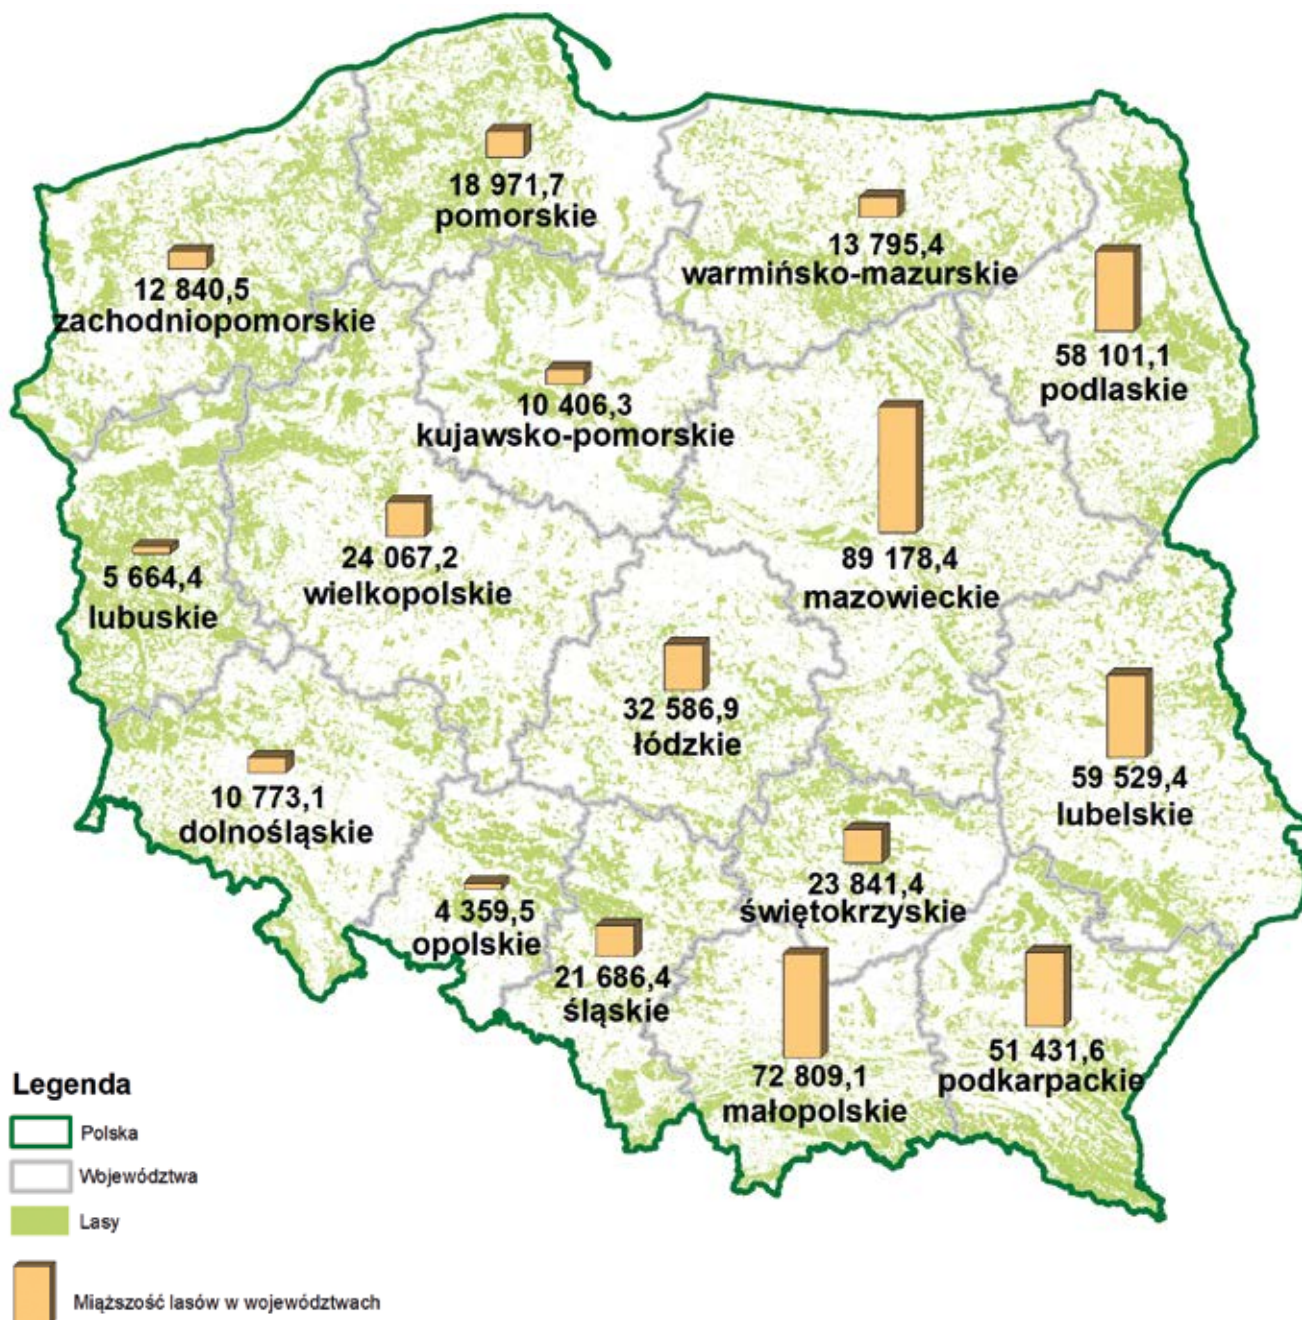 18 971,7
pomorskie
13 795,4
warmińsko-mazurskie
12 840,5
zachodniopomorskie
58 101,1
podlaskie
10 406,3
kujawsko-pomorskie
24 067,2
wielkopolskie
89 178,4
mazowieckie
5 664,4
lubuskie
32 586,9
łódzkie
59 529,4
lubelskie
10 773,1
dolnośląskie
23 841,4
świętokrzyskie
4 359,5
opolskie
21 686,4
śląskie
51 431,6
podkarpackie
72 809,1
małopolskie
Legenda
Polska
Województwa
Lasy
Miąższość lasów w województwach